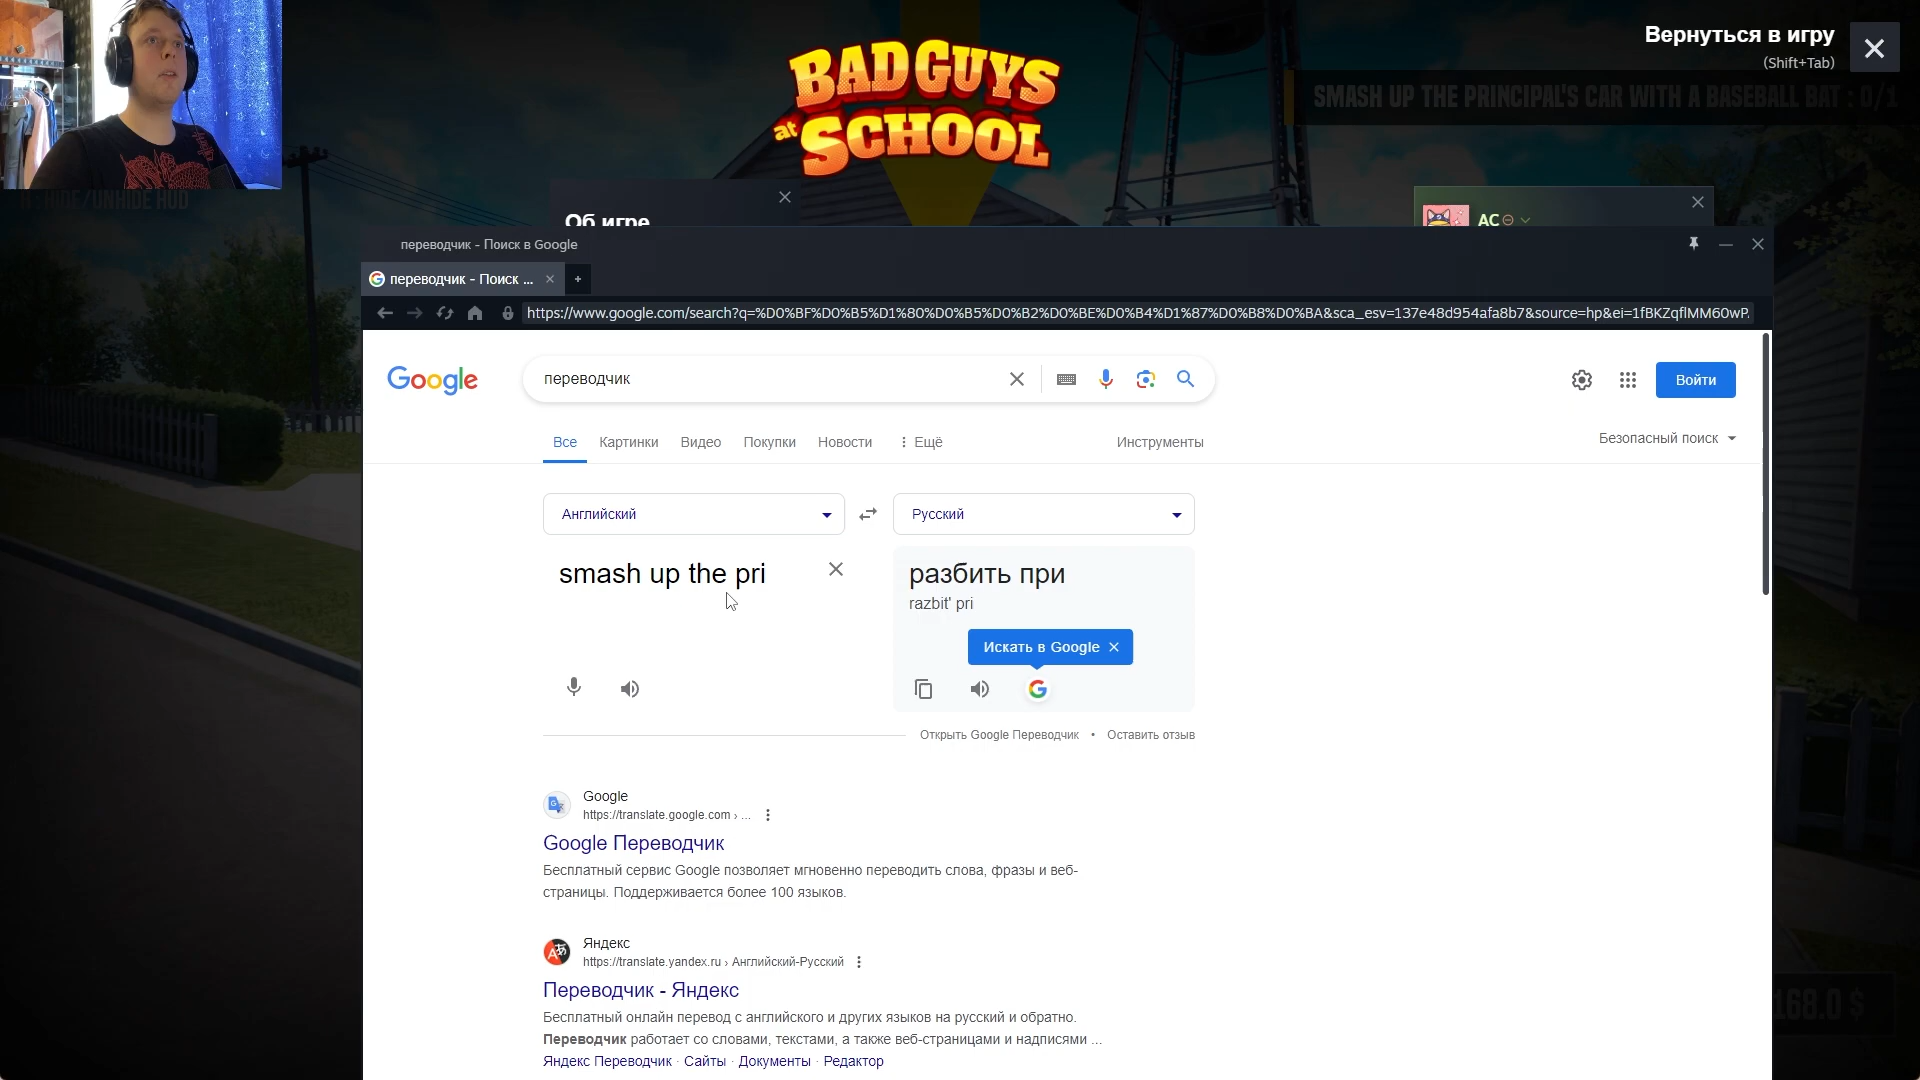 BAD GUYS
at SCHOOL
Вернуться в игру
(Shift+Tab)
SMASH UP THE PRINCIPAL'S CAR WITH A BASEBALL BAT : 0/1
H : HIDE/UNHIDE HUD
Об игре
AC
переводчик - Поиск в Google
переводчик - Поиск ...
https://www.google.com/search?q=%D0%BF%D0%B5%D1%80%D0%B5%D0%B2%D0%BE%D0%B4%D1%87%D0%B8%D0%BA&sca_esv=137e48d954afa8b7&source=hp&ei=1fBKZqflMM60wP.
Google
переводчик
Войти
Все Картинки Видео Покупки Новости Ещё Инструменты
Безопасный поиск
Английский Русский
smash up the pri
разбить при
razbit' pri
Искать в Google
Открыть Google Переводчик • Оставить отзыв
Google
https://translate.google.com › ...
Google Переводчик
Бесплатный сервис Google позволяет мгновенно переводить слова, фразы и веб-
страницы. Поддерживается более 100 языков.
Яндекс
https://translate.yandex.ru › Английский-Русский
Переводчик - Яндекс
Бесплатный онлайн перевод с английского и других языков на русский и обратно.
Переводчик работает со словами, текстами, а также веб-страницами и надписями ...
Яндекс Переводчик · Сайты · Документы · Редактор
168.0 $